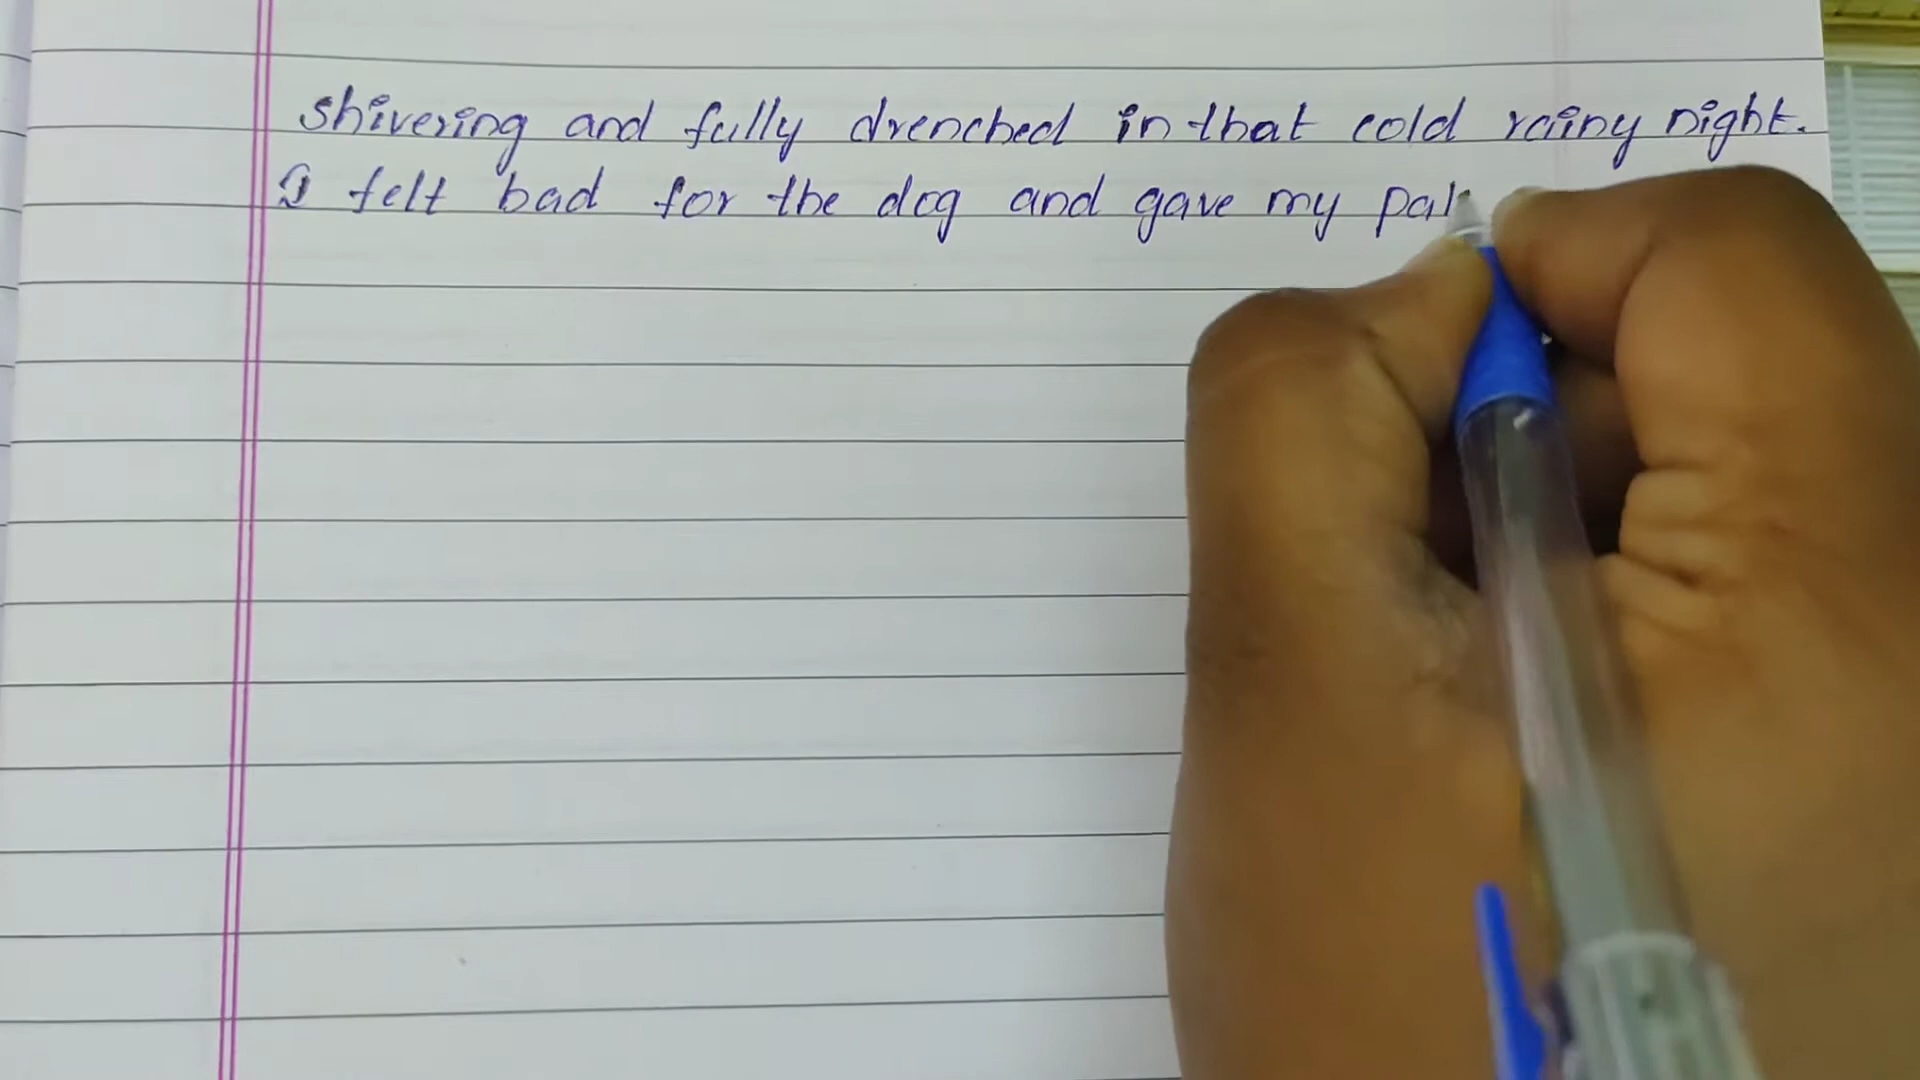 shivering and fully drenched in that cold rainy night.
I felt bad for the dog and gave my